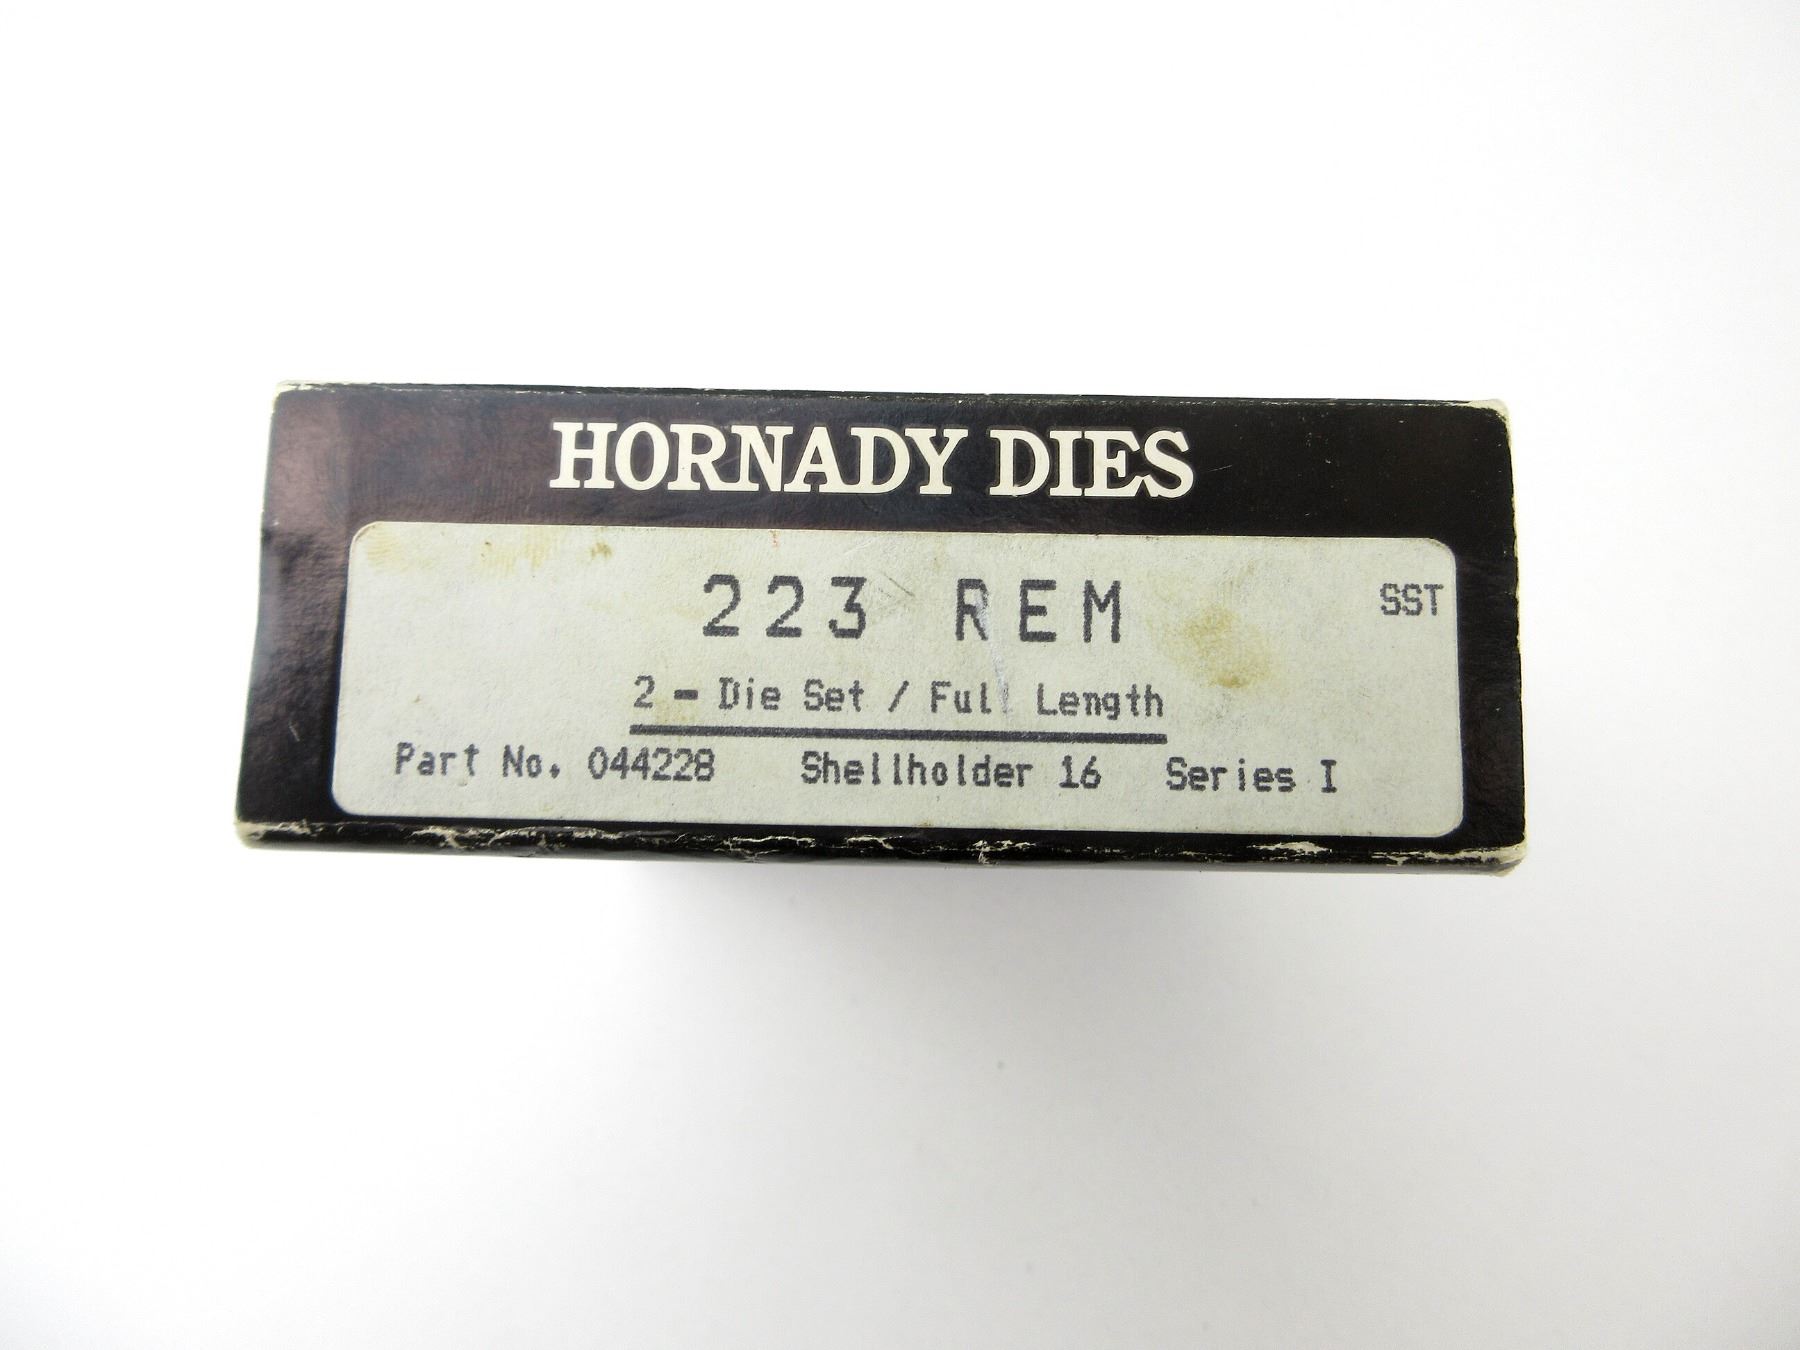 HORNADY DIES
223 REM
SST
2 - Die Set / Full Length
Part No. 044228 Shellholder 16 Series I